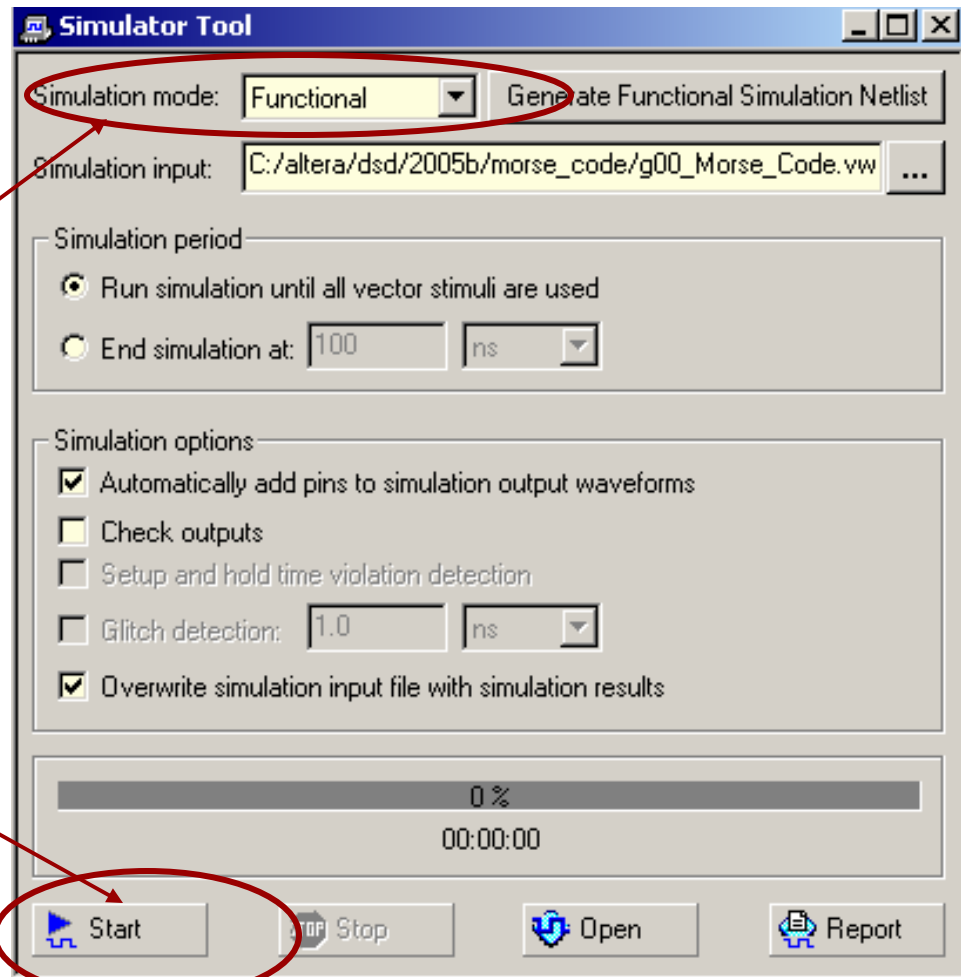 Simulator Tool
Simulation mode: Functional Generate Functional Simulation Netlist
Simulation input: C:/altera/dsd/2005b/morse_code/g00_Morse_Code.vw ...
Simulation period
Run simulation until all vector stimuli are used
End simulation at: 100 ns
Simulation options
Automatically add pins to simulation output waveforms
Check outputs
Setup and hold time violation detection
Glitch detection: 1.0 ns
Overwrite simulation input file with simulation results
0 %
00:00:00
Start STOP Stop Open Report